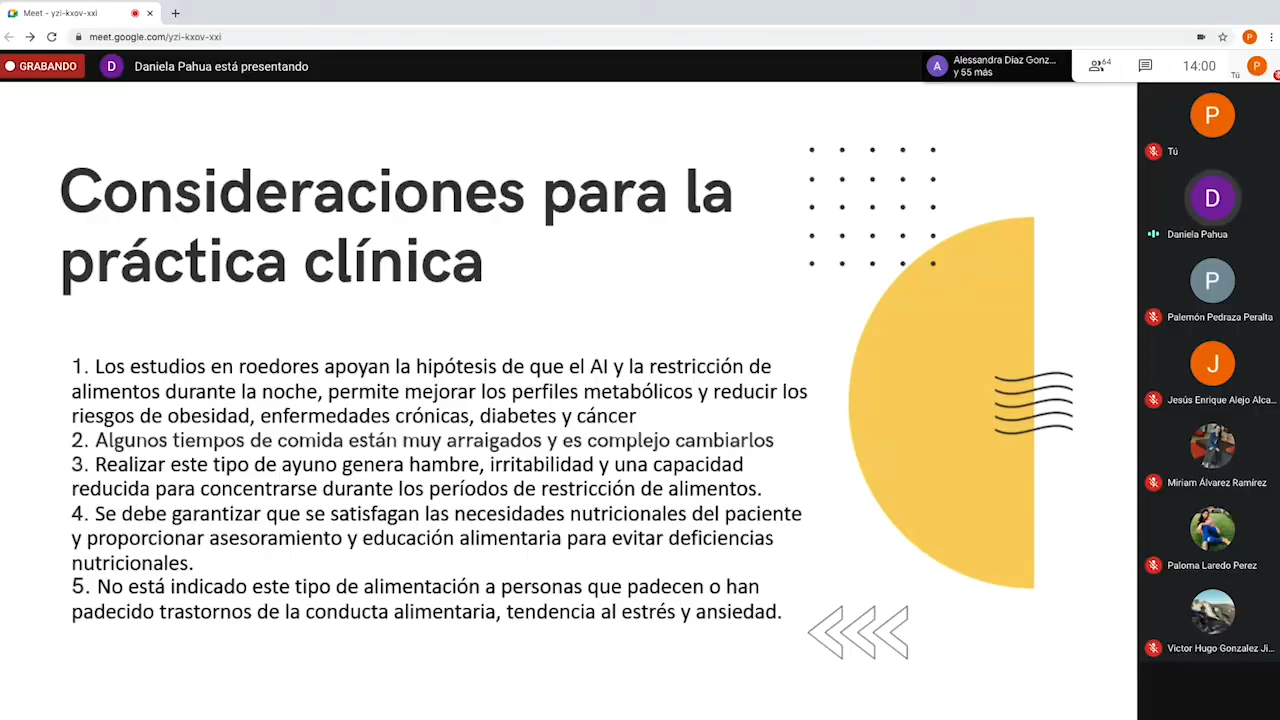 Meet - yzi-kxov-xxi
meet.google.com/yzi-kxov-xxi
P
GRABANDO
D
Daniela Pahua está presentando
A
Alessandra Diaz Gonz...
y 55 más
64
14:00
Tú
P
Consideraciones para la
práctica clínica
1. Los estudios en roedores apoyan la hipótesis de que el AI y la restricción de
alimentos durante la noche, permite mejorar los perfiles metabólicos y reducir los
riesgos de obesidad, enfermedades crónicas, diabetes y cáncer
2. Algunos tiempos de comida están muy arraigados y es complejo cambiarlos
3. Realizar este tipo de ayuno genera hambre, irritabilidad y una capacidad
reducida para concentrarse durante los períodos de restricción de alimentos.
4. Se debe garantizar que se satisfagan las necesidades nutricionales del paciente
y proporcionar asesoramiento y educación alimentaria para evitar deficiencias
nutricionales.
5. No está indicado este tipo de alimentación a personas que padecen o han
padecido trastornos de la conducta alimentaria, tendencia al estrés y ansiedad.
P
Tú
D
Daniela Pahua
P
Palemón Pedraza Peralta
J
Jesús Enrique Alejo Alca...
Miriam Álvarez Ramírez
Paloma Laredo Perez
Victor Hugo Gonzalez Ji...